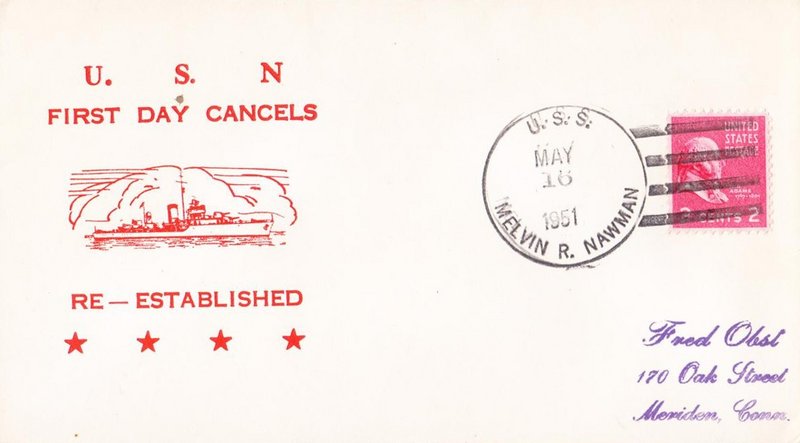 U. S. N
FIRST DAY CANCELS
RE—ESTABLISHED
U.S.S.
MAY
16
1951
MELVIN R. NAWMAN
UNITED
STATES
POSTAGE
ADAMS
CENTS 2
Fred Obst
170 Oak Street
Meriden, Conn.